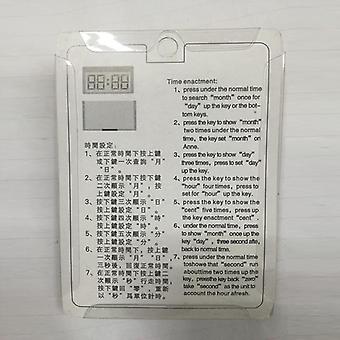 88:88
Time enactment:
1、press under the normal time
to search "month" once for
"day" up the key or the bot-
tom keys.
2、press the key to show "month"
two times under the normal
time, the key set "month" on
Anne.
3、press the key to show "day"
three times, press set "day" of
the key.
4、press the key to show the
"hour" four times, press set
"hour" up the key.
5、press the key to show the
"cent" five times, press up
the key enactment "cent".
6、under the normal time, press
to show "month" once up the
key "day"，three second afte
back to normal time.
7、press under the normal time
toshowe that "second" run
abouttime two times up the
key, press the key back "zero"
take "second" as the unit to
account the hour afresh.
時間設定：
1、在正常時間下按上鍵
或下鍵一次查詢"月"
"日"。
2、在正常時間下按下鍵
二次顯示"月"，按
上鍵設定"月"。
3、按下鍵三次顯示"日"
按上鍵設定"日"。
4、按下鍵四次顯示"時"
按上鍵設定"時"。
5、按下鍵五次顯示"分"
按上鍵設定"分"。
6、在正常時間下，按上鍵
一次顯示"月""日"，
三秒後，回復正常時間。
7、在正常時間下按上鍵二
次顯示"秒"行走時間，
按下鍵回"零"，重新
以"秒"爲單位計時。